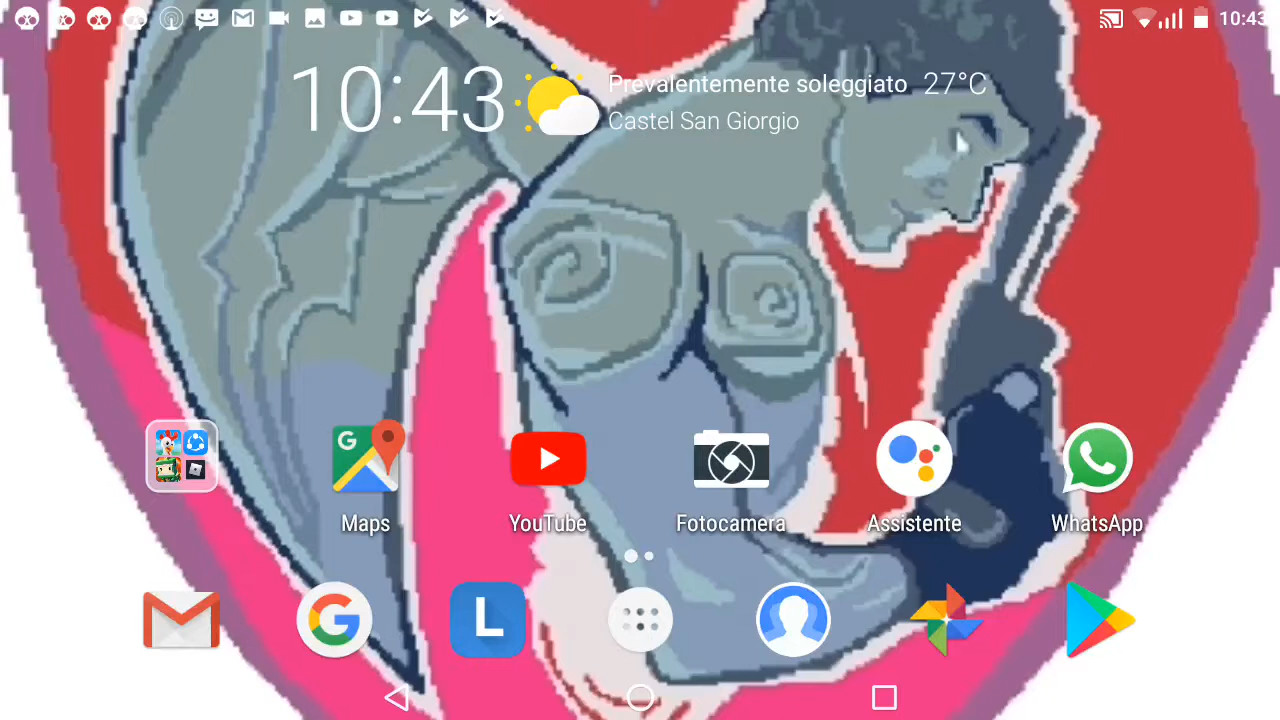 10:43
10:43
Prevalentemente soleggiato 27°C
Castel San Giorgio
G
Maps
YouTube
Fotocamera
Assistente
WhatsApp
G
L